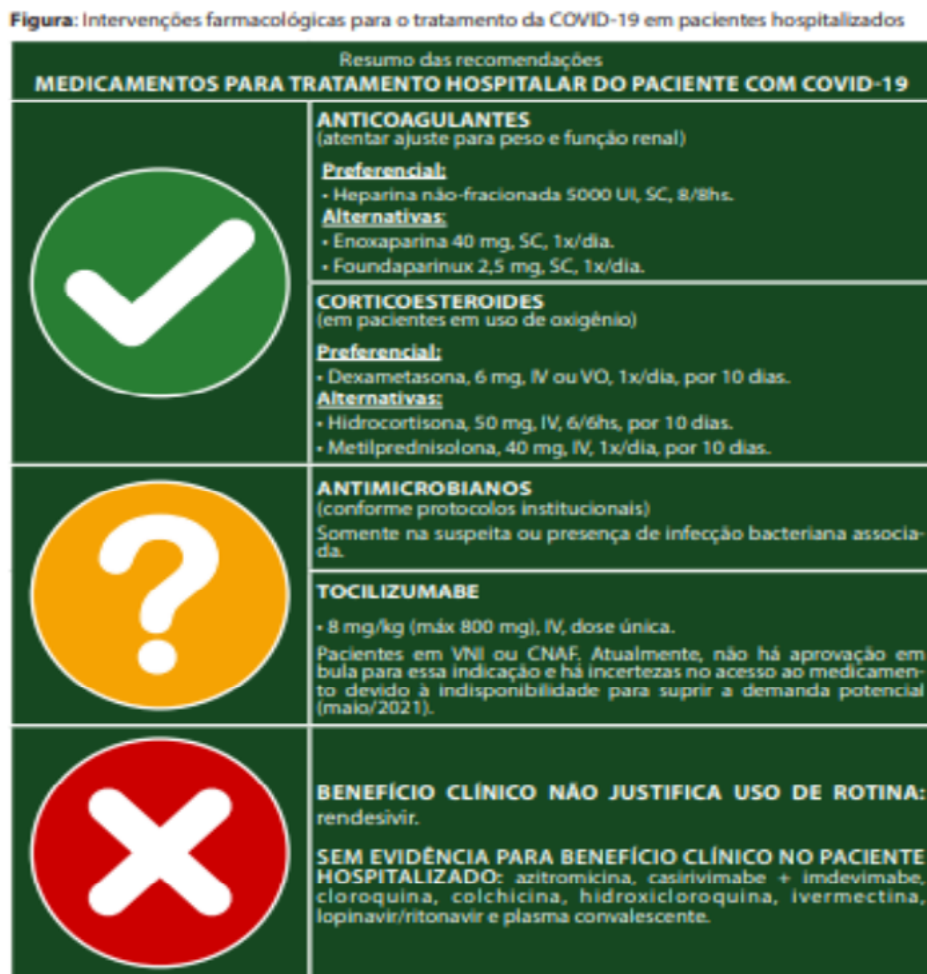 Figura: Intervenções farmacológicas para o tratamento da COVID-19 em pacientes hospitalizados
Resumo das recomendações
MEDICAMENTOS PARA TRATAMENTO HOSPITALAR DO PACIENTE COM COVID-19
ANTICOAGULANTES
(atentar ajuste para peso e função renal)
Preferencial:
• Heparina não-fracionada 5000 UI, SC, 8/8hs.
Alternativas:
• Enoxaparina 40 mg, SC, 1x/dia.
• Foundaparinux 2,5 mg, SC, 1x/dia.
CORTICOESTEROIDES
(em pacientes em uso de oxigênio)
Preferencial:
• Dexametasona, 6 mg, IV ou VO, 1x/dia, por 10 dias.
Alternativas:
• Hidrocortisona, 50 mg, IV, 6/6hs, por 10 dias.
• Metilprednisolona, 40 mg, IV, 1x/dia, por 10 dias.
ANTIMICROBIANOS
(conforme protocolos institucionais)
Somente na suspeita ou presença de infecção bacteriana associa-
da.
TOCILIZUMABE
• 8 mg/kg (máx 800 mg), IV, dose única.
Pacientes em VNI ou CNAF. Atualmente, não há aprovação em
bula para essa indicação e há incertezas no acesso ao medicamen-
to devido à indisponibilidade para suprir a demanda potencial
(maio/2021).
BENEFÍCIO CLÍNICO NÃO JUSTIFICA USO DE ROTINA:
rendesivir.
SEM EVIDÊNCIA PARA BENEFÍCIO CLÍNICO NO PACIENTE
HOSPITALIZADO: azitromicina, casirivimabe + imdevimabe,
cloroquina, colchicina, hidroxicloroquina, ivermectina,
lopinavir/ritonavir e plasma convalescente.